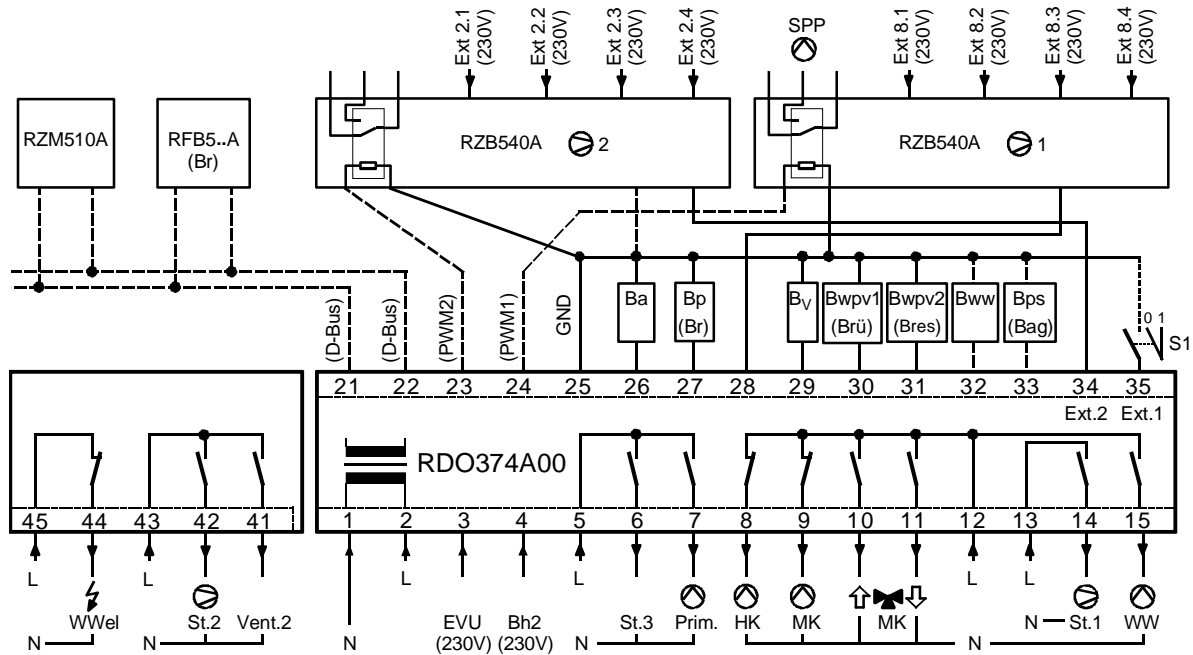 Ext 2.1 (230V)
Ext 2.2 (230V)
Ext 2.3 (230V)
Ext 2.4 (230V)
SPP
Ext 8.1 (230V)
Ext 8.2 (230V)
Ext 8.3 (230V)
Ext 8.4 (230V)
RZM510A
RFB5..A
(Br)
RZB540A 2
RZB540A 1
(D-Bus)
(D-Bus)
(PWM2)
(PWM1)
GND
Ba
Bp
(Br)
BV
Bwpv1
(Brü)
Bwpv2
(Bres)
Bww
Bps
(Bag)
0 1
S1
21 22 23 24 25 26 27 28 29 30 31 32 33 34 35
Ext.2 Ext.1
RDO374A00
45 44 43 42 41
1 2 3 4 5 6 7 8 9 10 11 12 13 14 15
L L L L L L
N WWel
N St.2 Vent.2
N
EVU
(230V)
Bh2
(230V)
N St.3 Prim. HK MK MK N
N St.1 WW